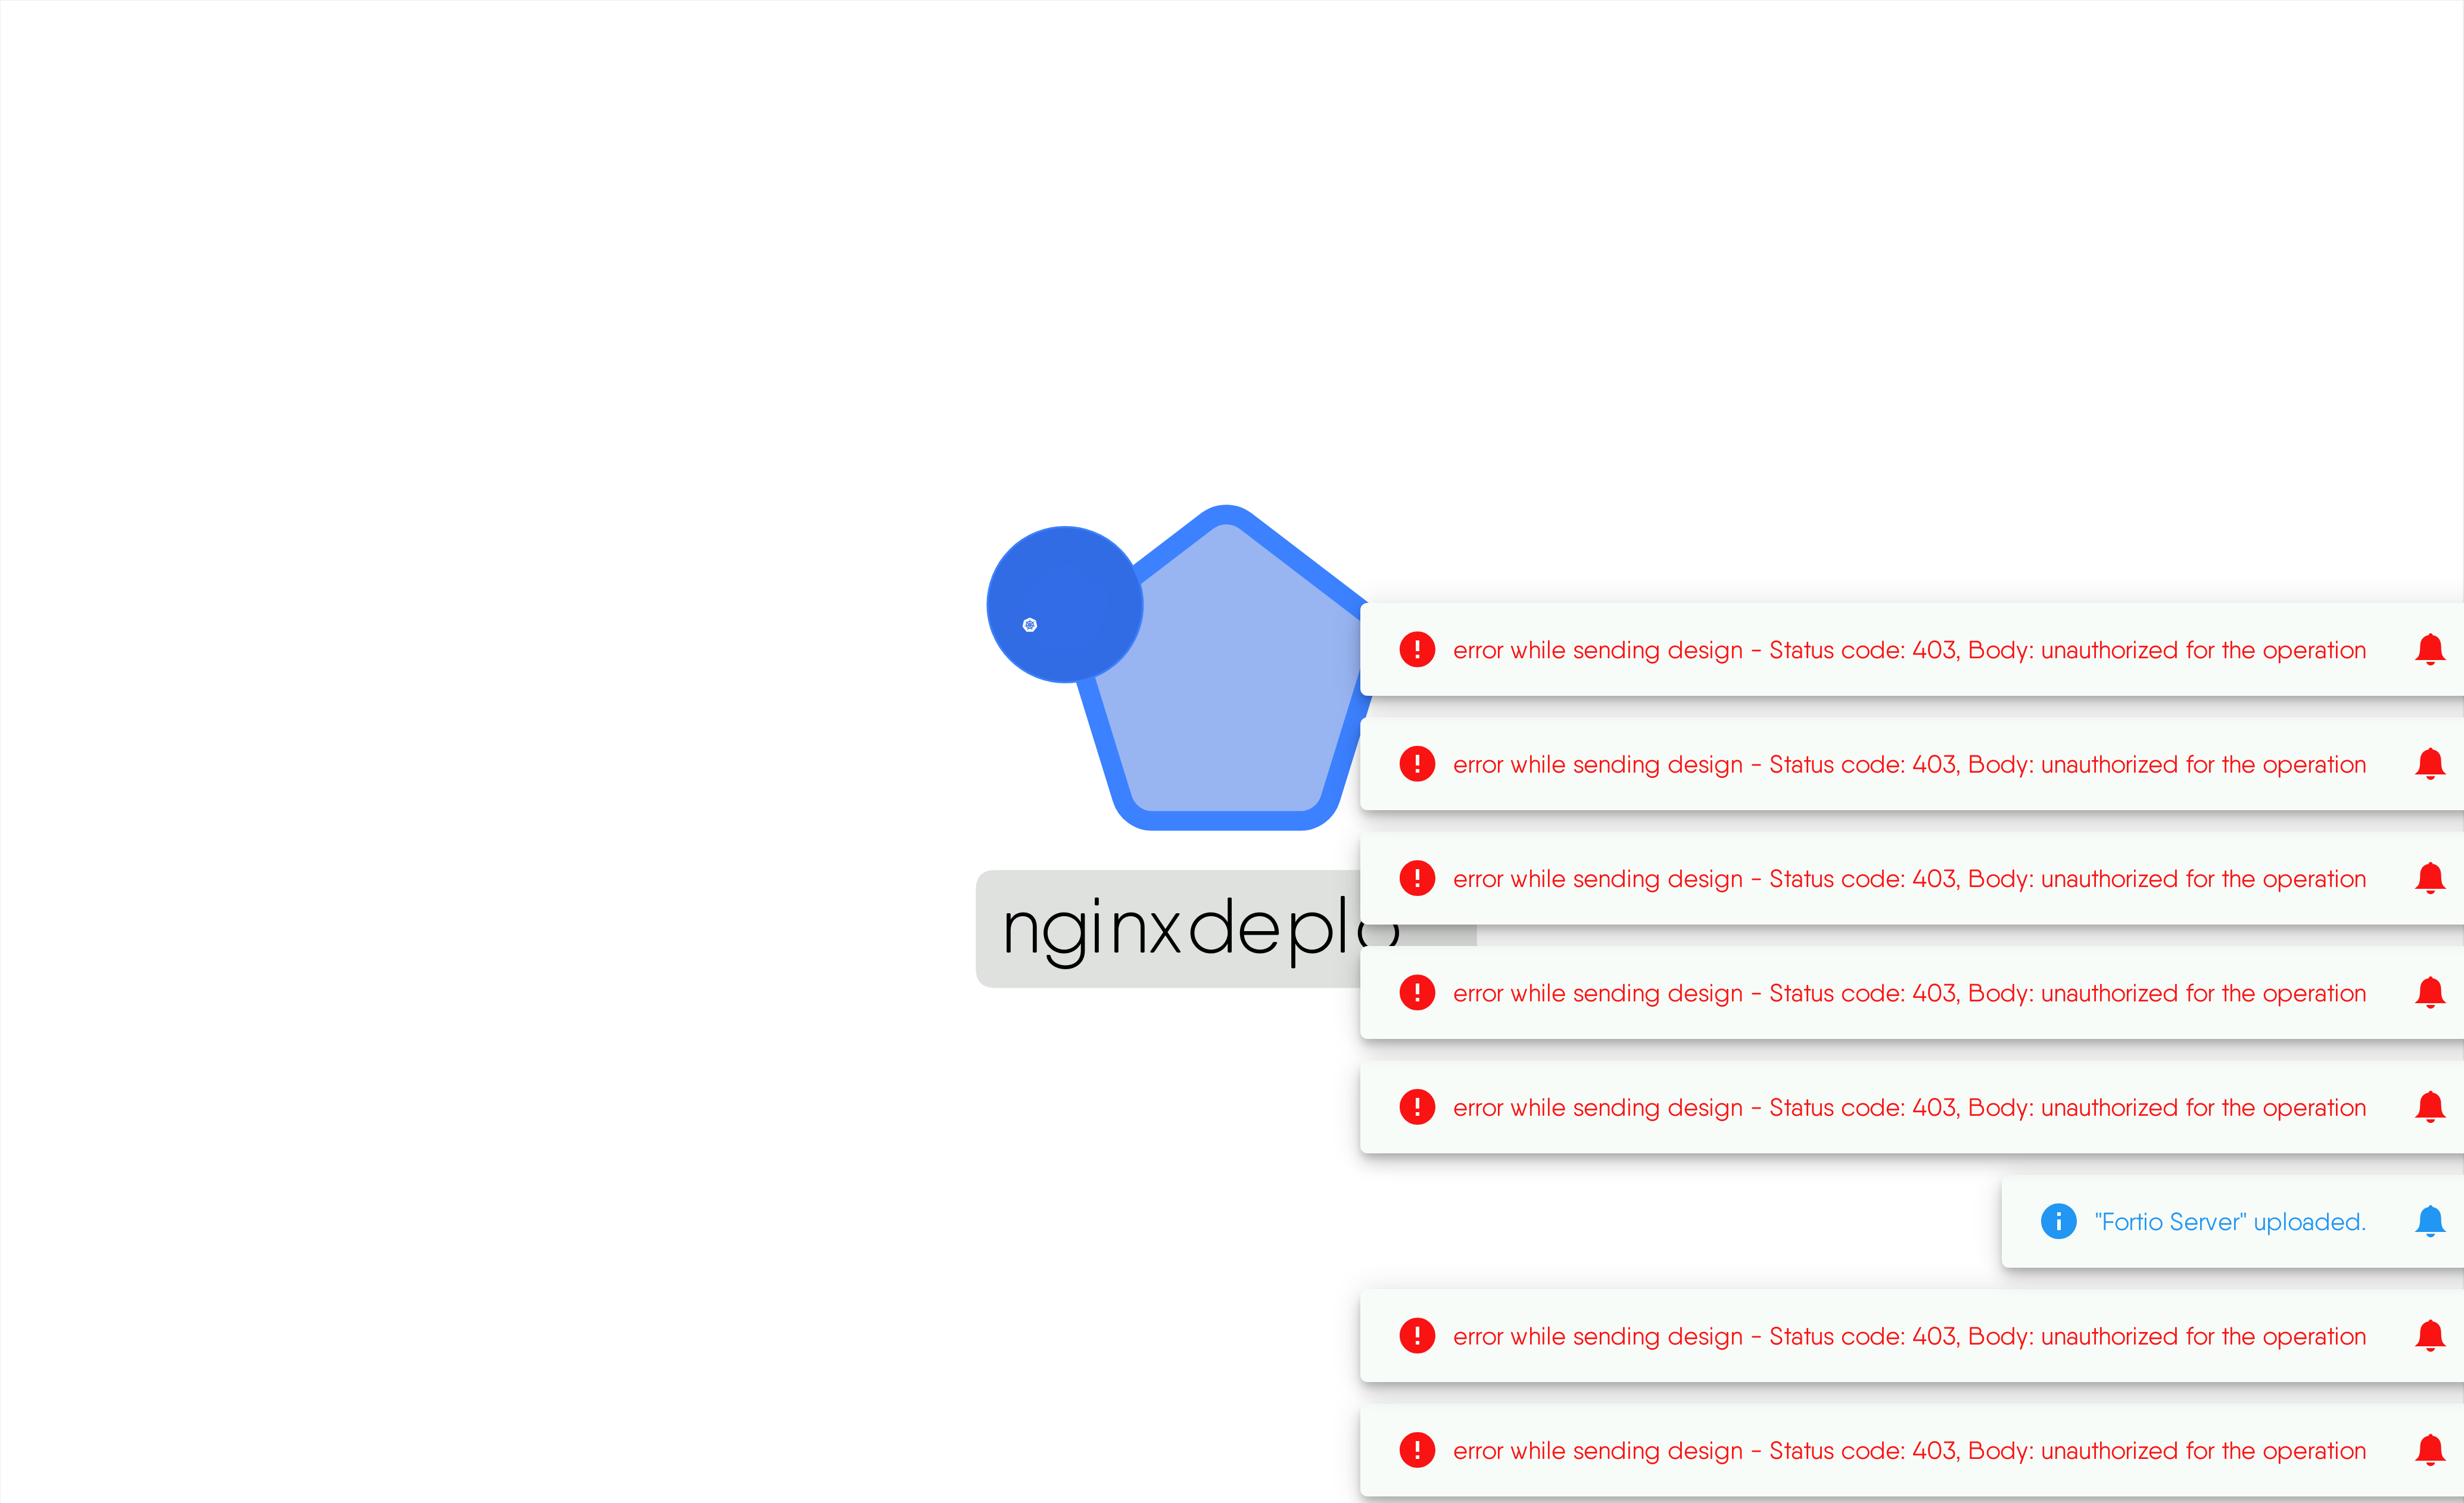 error while sending design - Status code: 403, Body: unauthorized for the operation
error while sending design - Status code: 403, Body: unauthorized for the operation
error while sending design - Status code: 403, Body: unauthorized for the operation
nginxdeplo
error while sending design - Status code: 403, Body: unauthorized for the operation
error while sending design - Status code: 403, Body: unauthorized for the operation
"Fortio Server" uploaded.
error while sending design - Status code: 403, Body: unauthorized for the operation
error while sending design - Status code: 403, Body: unauthorized for the operation